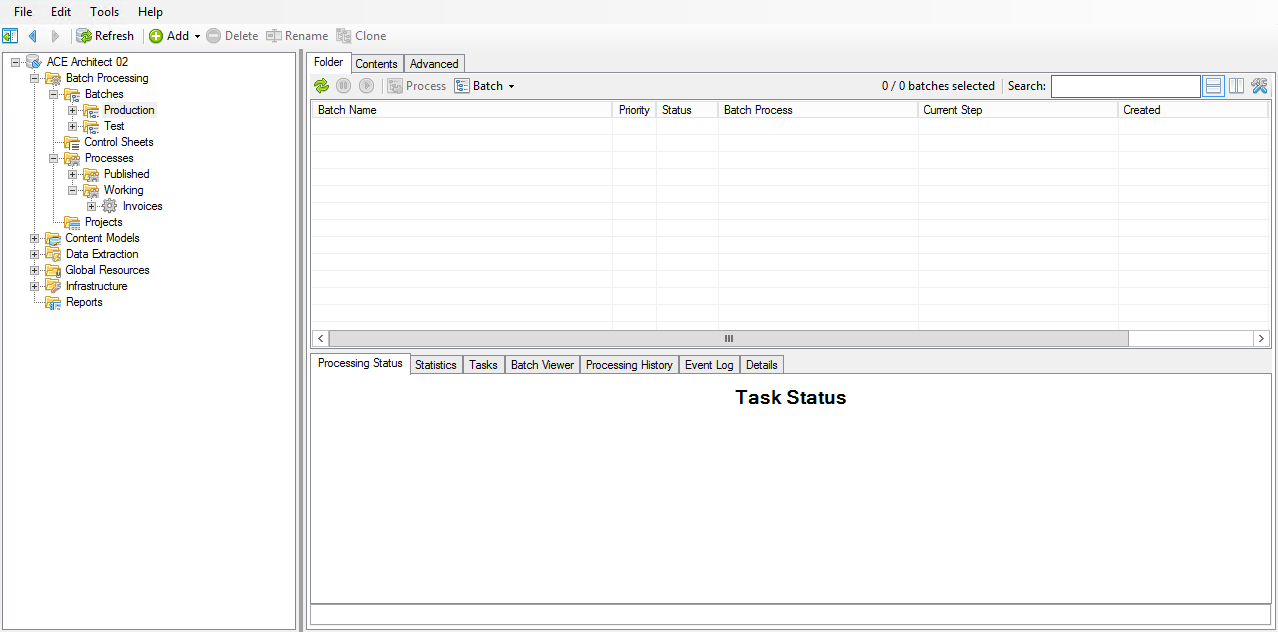 File Edit Tools Help
Refresh Add Delete Rename Clone
ACE Architect 02
Batch Processing
Batches
Production
Test
Control Sheets
Processes
Published
Working
Invoices
Projects
Content Models
Data Extraction
Global Resources
Infrastructure
Reports
Folder Contents Advanced
Process Batch 0 / 0 batches selected Search:
Batch Name Priority Status Batch Process Current Step Created
Processing Status Statistics Tasks Batch Viewer Processing History Event Log Details
Task Status